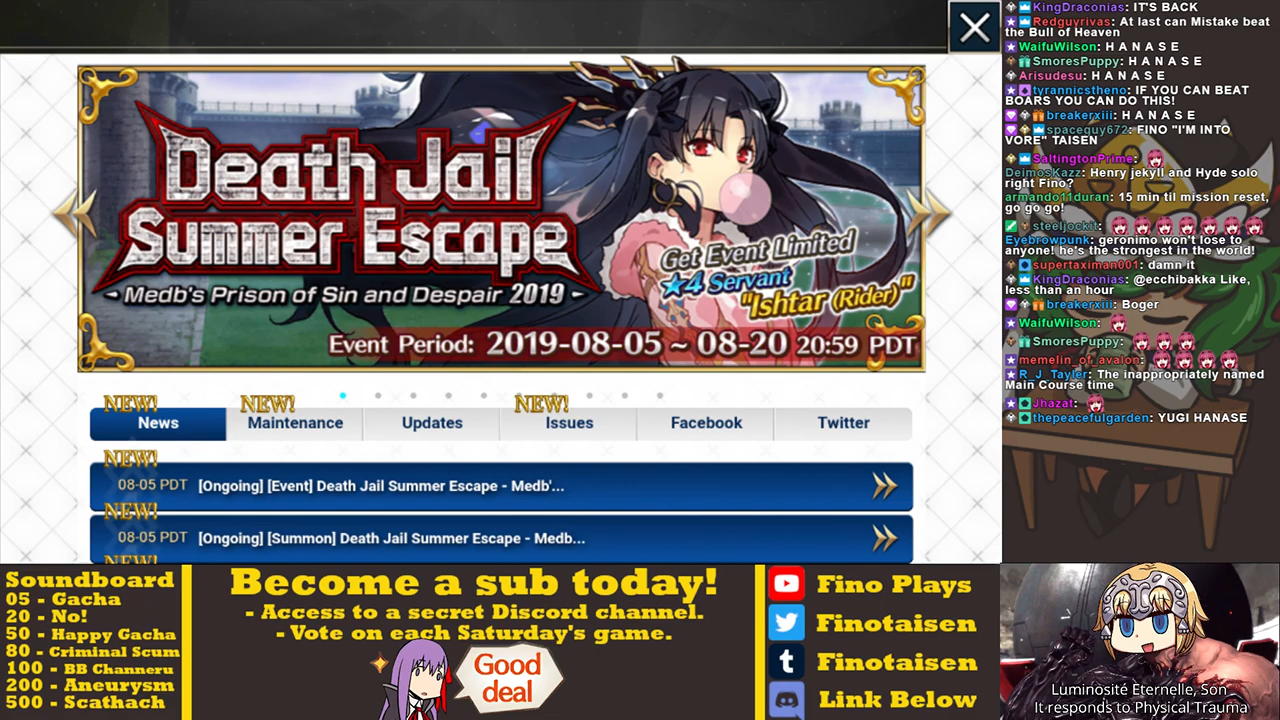 Death Jail
Summer Escape
Medb's Prison of Sin and Despair 2019
Get Event Limited
★4 Servant
"Ishtar (Rider)"
Event Period: 2019-08-05 ~ 08-20 20:59 PDT
NEW! NEW! NEW!
News Maintenance Updates Issues Facebook Twitter
NEW!
08-05 PDT [Ongoing] [Event] Death Jail Summer Escape - Medb'...
NEW!
08-05 PDT [Ongoing] [Summon] Death Jail Summer Escape - Medb...
NEW!
KingDraconias: IT'S BACK
Redguyrivas: At last can Mistake beat
the Bull of Heaven
WaifuWilson: H A N A S E
SmoresPuppy: H A N A S E
Arisudesu: H A N A S E
tyrannicstheno: IF YOU CAN BEAT
BOARS YOU CAN DO THIS!
breakerxiii: H A N A S E
spaceguy672: FINO "I'M INTO
VORE" TAISEN
SaltingtonPrime:
DeimosKazz: Henry jekyll and Hyde solo
right Fino?
armando11duran: 15 min til mission reset,
go go go!
steeljockit:
Eyebrowpunk: geronimo won't lose to
anyone! he's the strongest in the world!
supertaximan001: damn it
KingDraconias: @ecchibakka Like,
less than an hour
breakerxiii: Boger
WaifuWilson:
SmoresPuppy:
memelin_of_avalon:
R_J_Tayler: The inappropriately named
Main Course time
Jhazat:
thepeacefulgarden: YUGI HANASE
Soundboard
05 - Gacha
20 - No!
50 - Happy Gacha
80 - Criminal Scum
100 - BB Channeru
200 - Aneurysm
500 - Scathach
Become a sub today!
- Access to a secret Discord channel.
- Vote on each Saturday's game.
Good
deal
Fino Plays
Finotaisen
t Finotaisen
Link Below
Luminosité Eternelle, Son
It responds to Physical Trauma